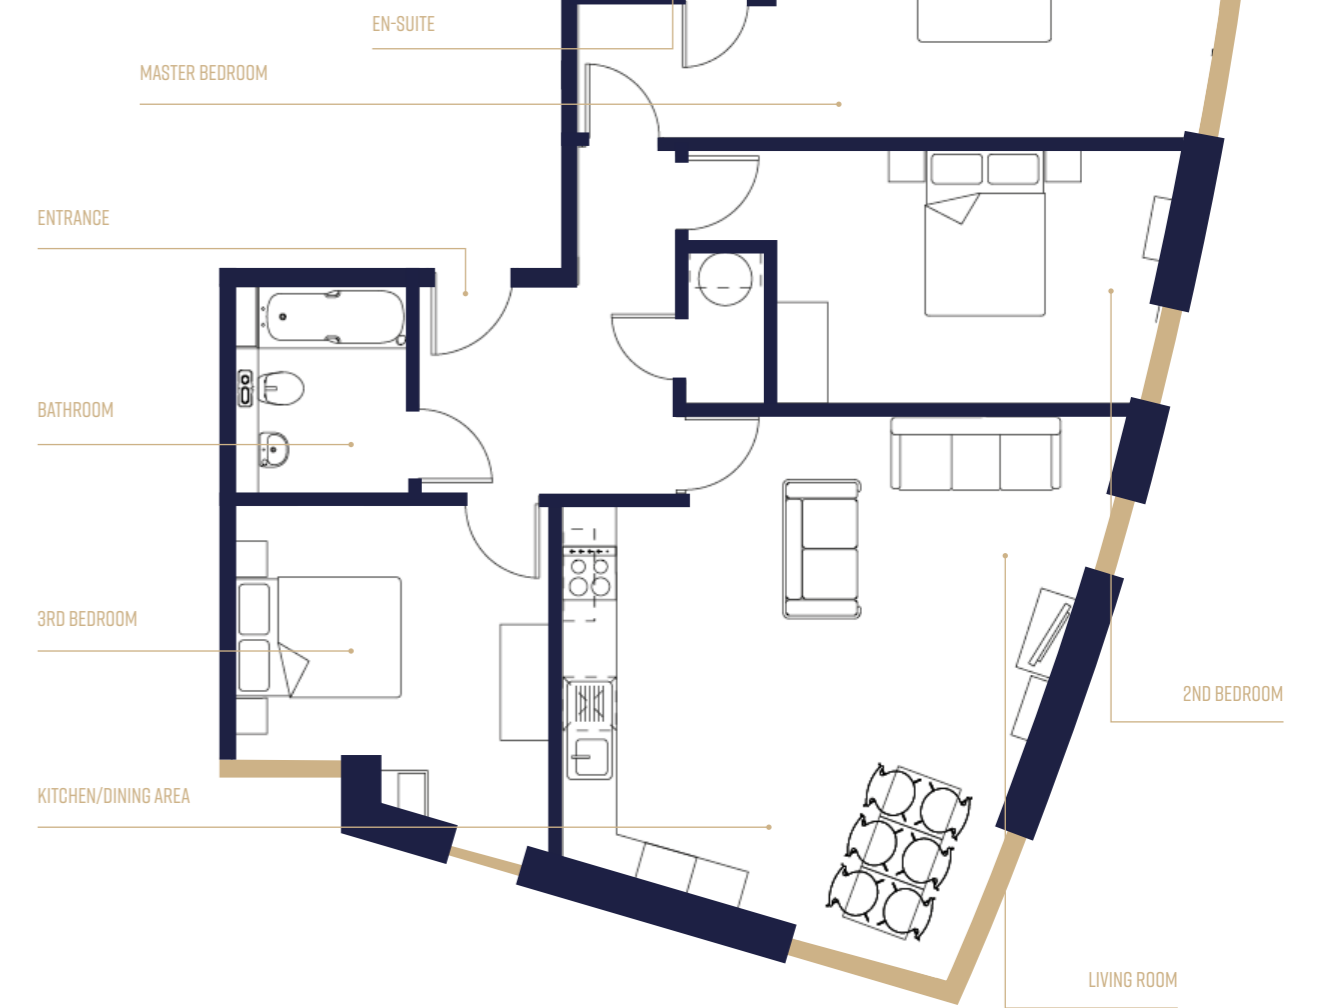 EN-SUITE
MASTER BEDROOM
ENTRANCE
BATHROOM
3RD BEDROOM
2ND BEDROOM
KITCHEN/DINING AREA
LIVING ROOM